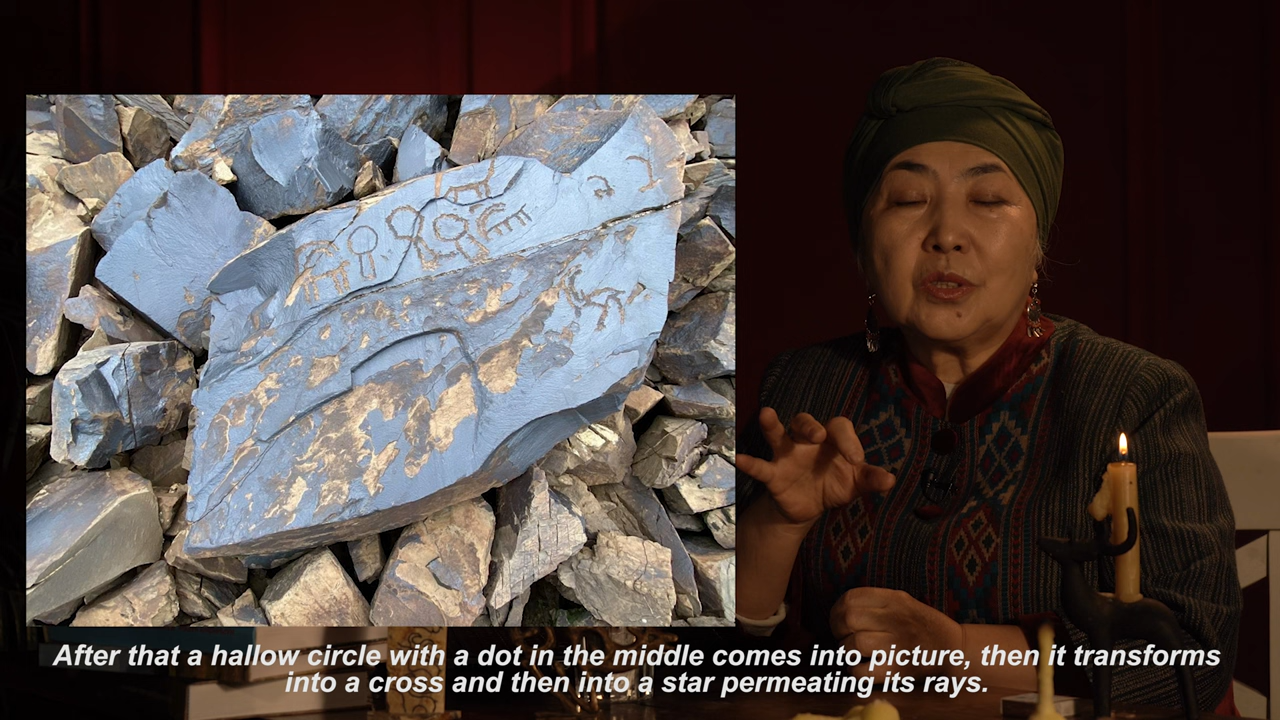 After that a hallow circle with a dot in the middle comes into picture, then it transforms
into a cross and then into a star permeating its rays.